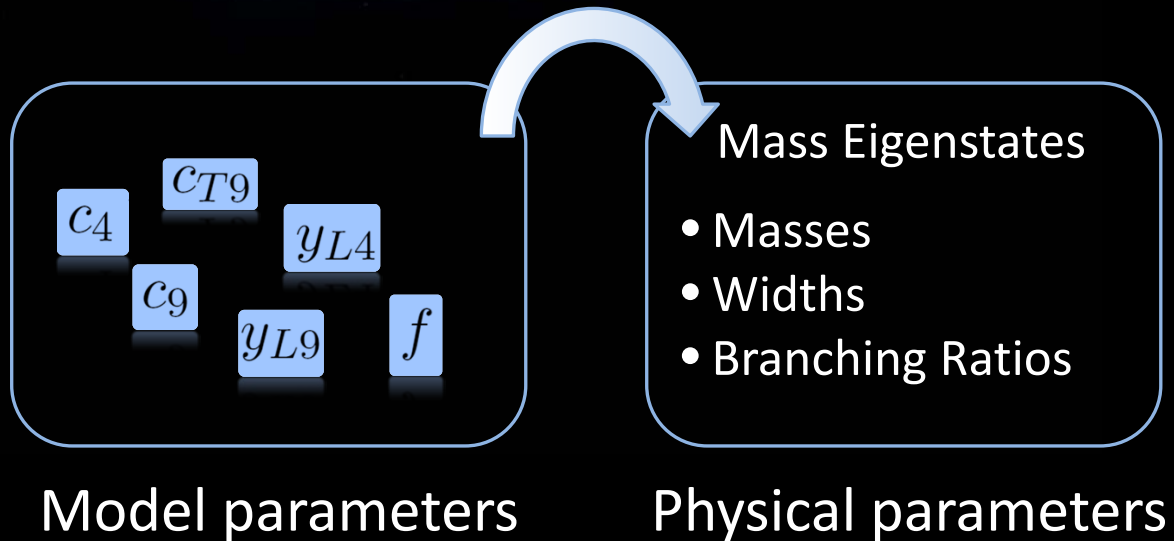 c_4
c_{T9}
y_{L4}
c_9
y_{L9}
f
Model parameters
Mass Eigenstates
• Masses
• Widths
• Branching Ratios
Physical parameters